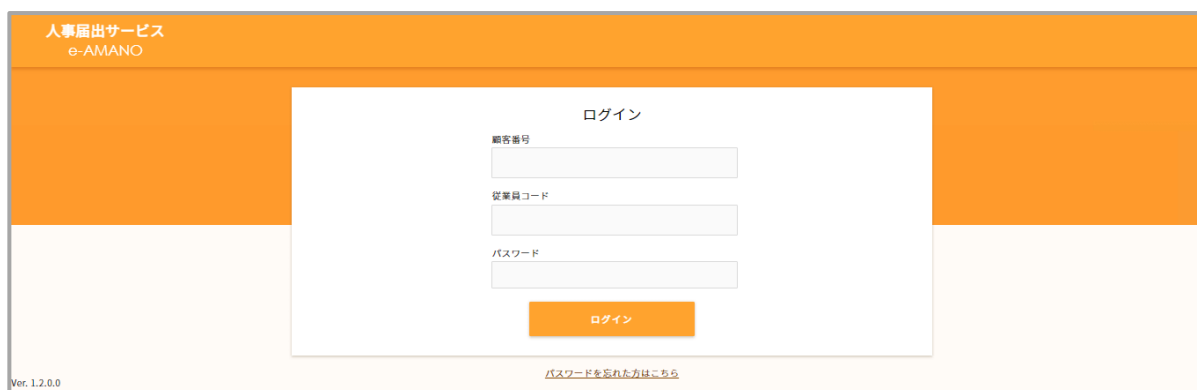 人事届出サービス
e-AMANO
ログイン
顧客番号
従業員コード
パスワード
ログイン
パスワードを忘れた方はこちら
Ver. 1.2.0.0